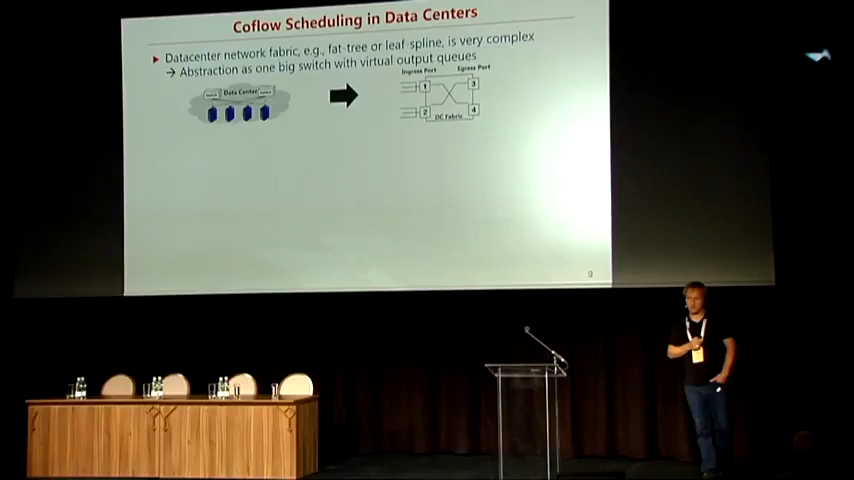 Coflow Scheduling in Data Centers
Datacenter network fabric, e.g., fat-tree or leaf-spline, is very complex
→ Abstraction as one big switch with virtual output queues
Ingress Port
Egress Port
Data Center
1
3
2
4
DC Fabric
9